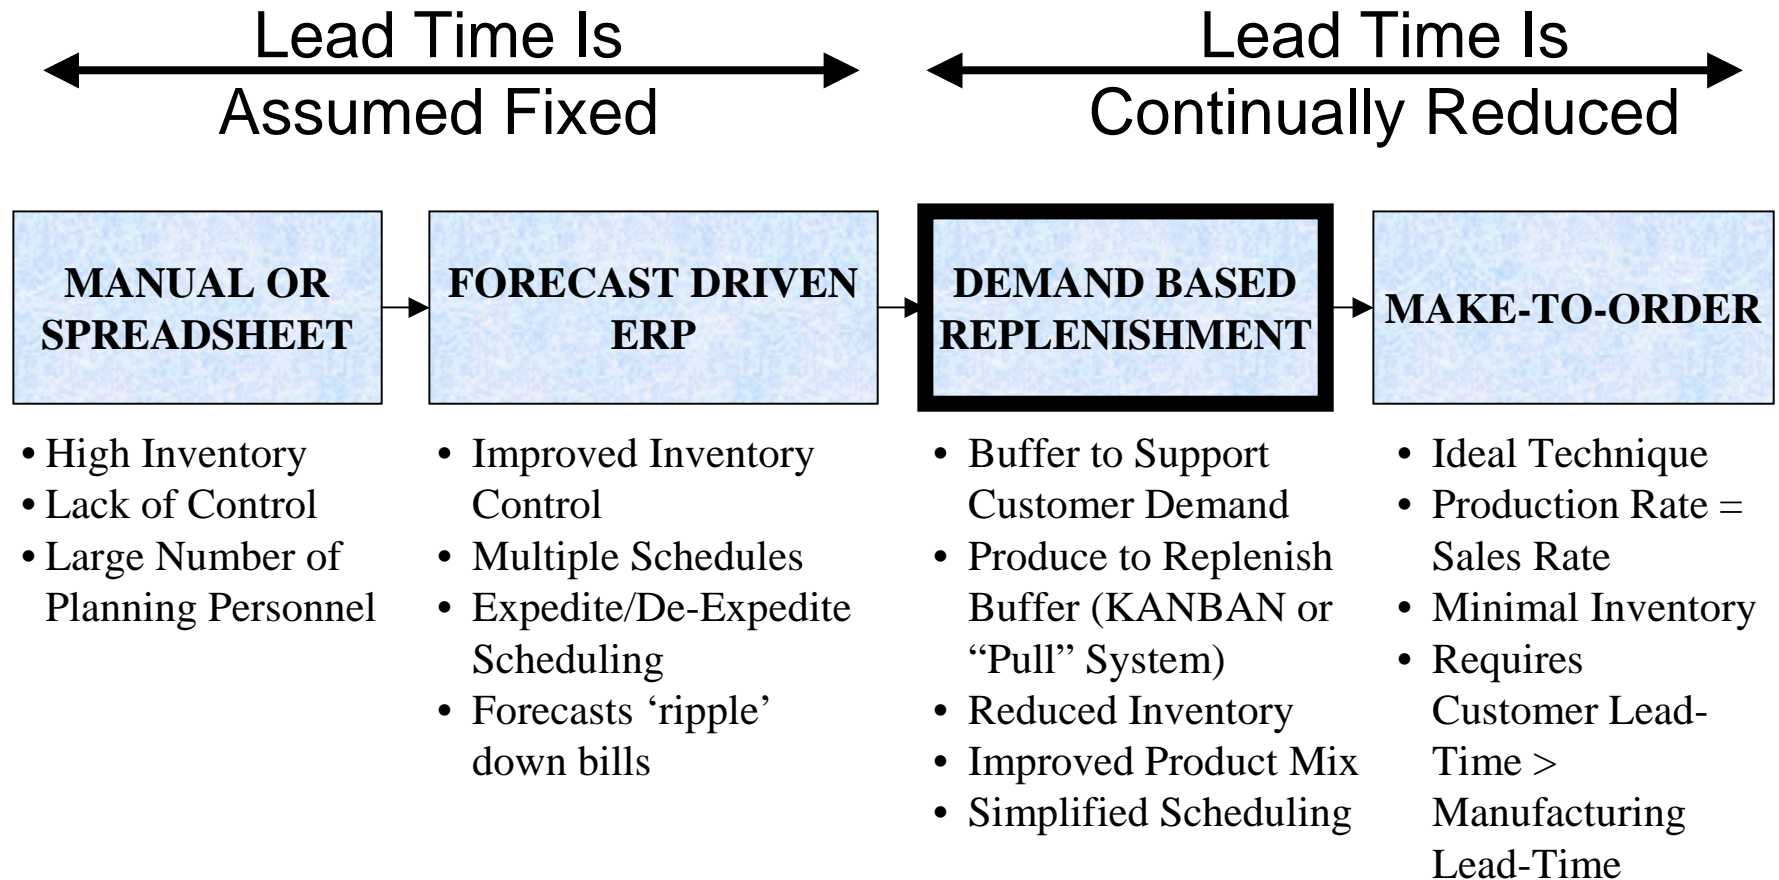 Lead Time Is
Assumed Fixed
Lead Time Is
Continually Reduced
MANUAL OR
SPREADSHEET
FORECAST DRIVEN
ERP
DEMAND BASED
REPLENISHMENT
MAKE-TO-ORDER
• High Inventory
• Lack of Control
• Large Number of
Planning Personnel
• Improved Inventory
Control
• Multiple Schedules
• Expedite/De-Expedite
Scheduling
• Forecasts ‘ripple’
down bills
• Buffer to Support
Customer Demand
• Produce to Replenish
Buffer (KANBAN or
“Pull” System)
• Reduced Inventory
• Improved Product Mix
• Simplified Scheduling
• Ideal Technique
• Production Rate =
Sales Rate
• Minimal Inventory
• Requires
Customer Lead-
Time >
Manufacturing
Lead-Time